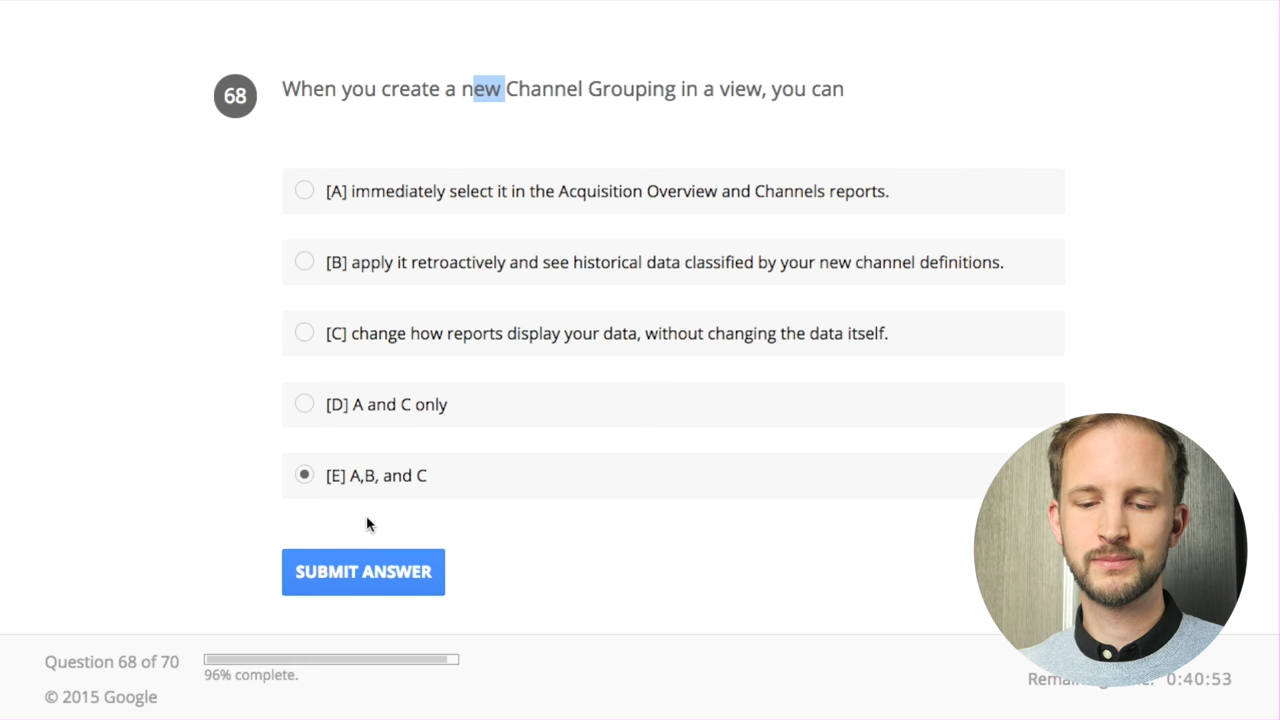 68
When you create a new Channel Grouping in a view, you can
[A] immediately select it in the Acquisition Overview and Channels reports.
[B] apply it retroactively and see historical data classified by your new channel definitions.
[C] change how reports display your data, without changing the data itself.
[D] A and C only
[E] A,B, and C
SUBMIT ANSWER
Question 68 of 70
96% complete.
© 2015 Google
0:40:53